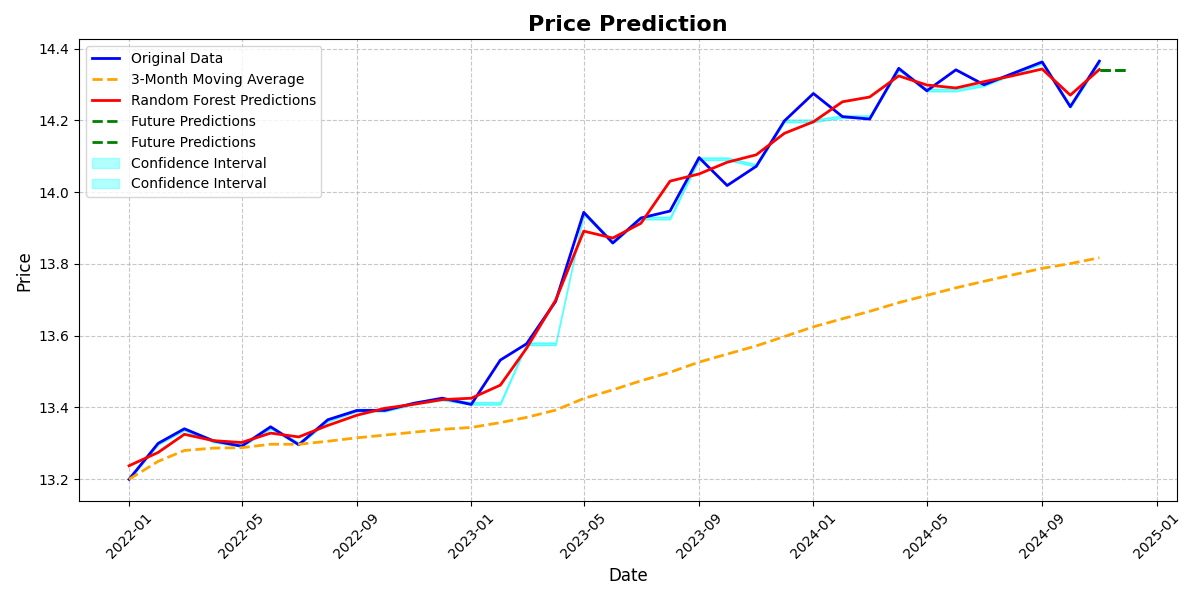 Price Prediction
Original Data
3-Month Moving Average
Random Forest Predictions
Future Predictions
Future Predictions
Confidence Interval
Confidence Interval
14.4
14.2
14.0
13.8
13.6
13.4
13.2
Price
2022-01
2022-05
2022-09
2023-01
2023-05
2023-09
2024-01
2024-05
2024-09
2025-01
Date